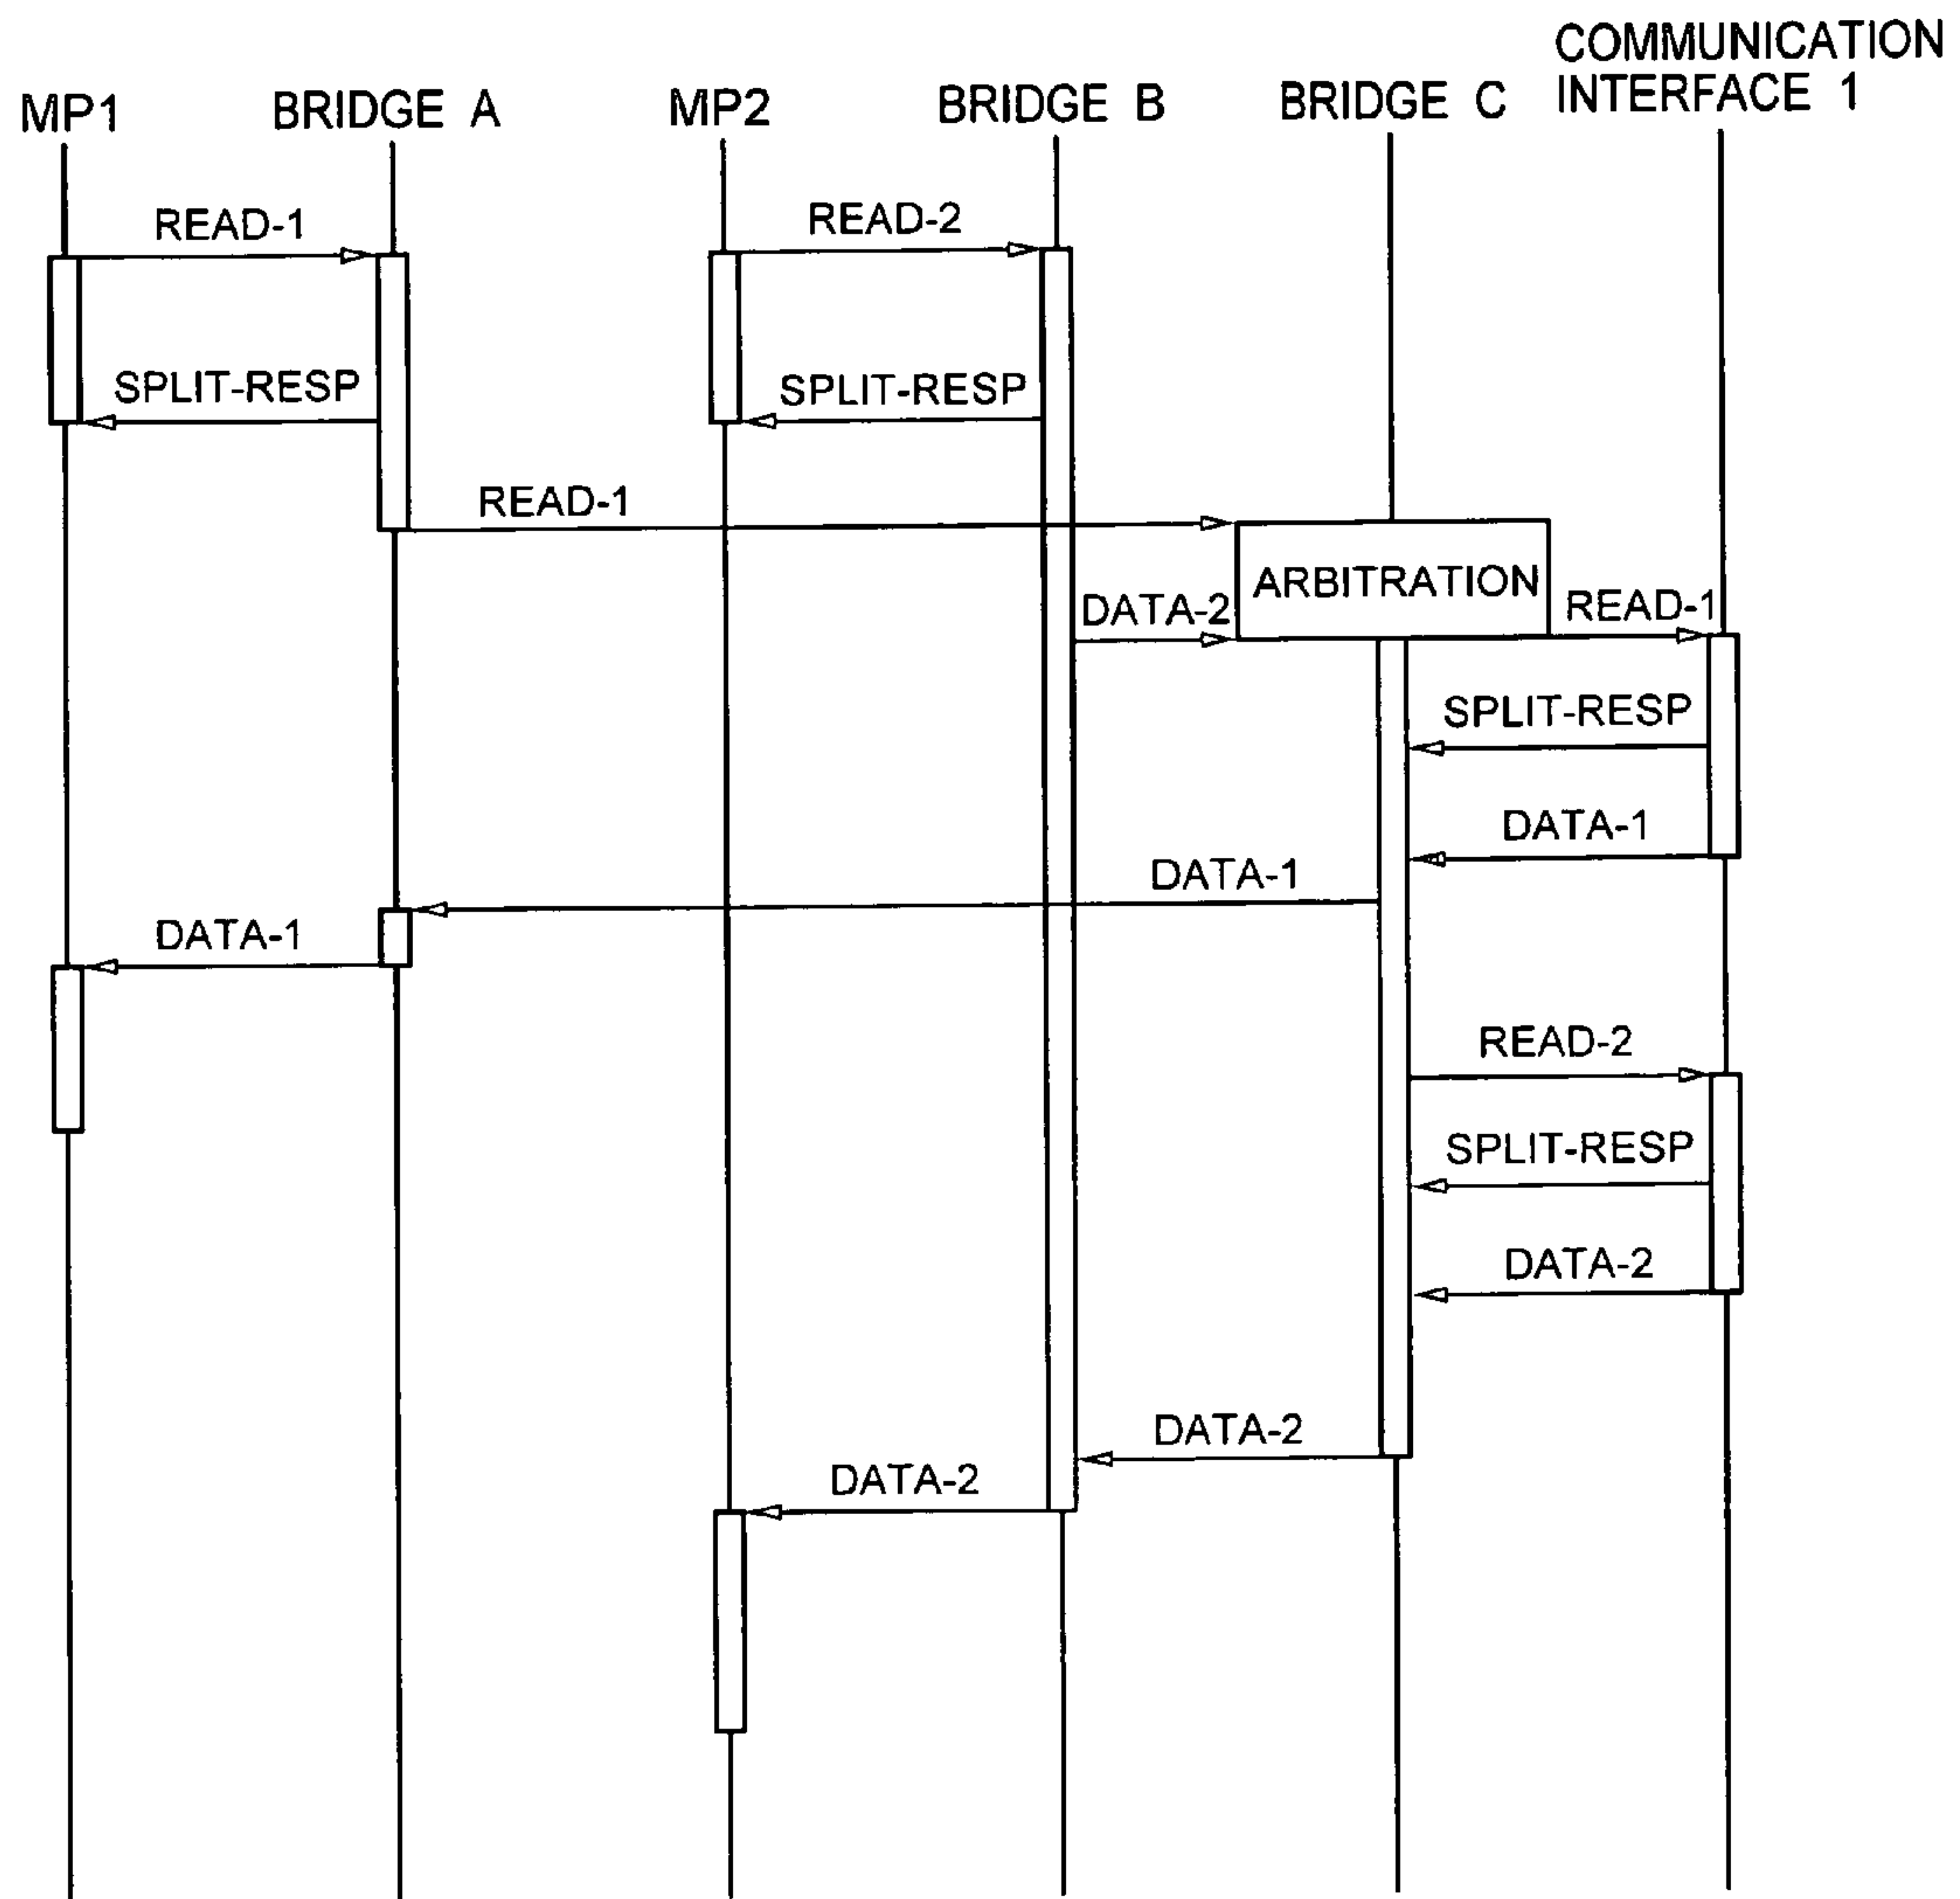 COMMUNICATION
INTERFACE 1
MP1
BRIDGE A
MP2
BRIDGE B
BRIDGE C
READ-1
READ-2
SPLIT-RESP
SPLIT-RESP
READ-1
ARBITRATION
DATA-2
READ-1
SPLIT-RESP
DATA-1
DATA-1
DATA-1
READ-2
SPLIT-RESP
DATA-2
DATA-2
DATA-2